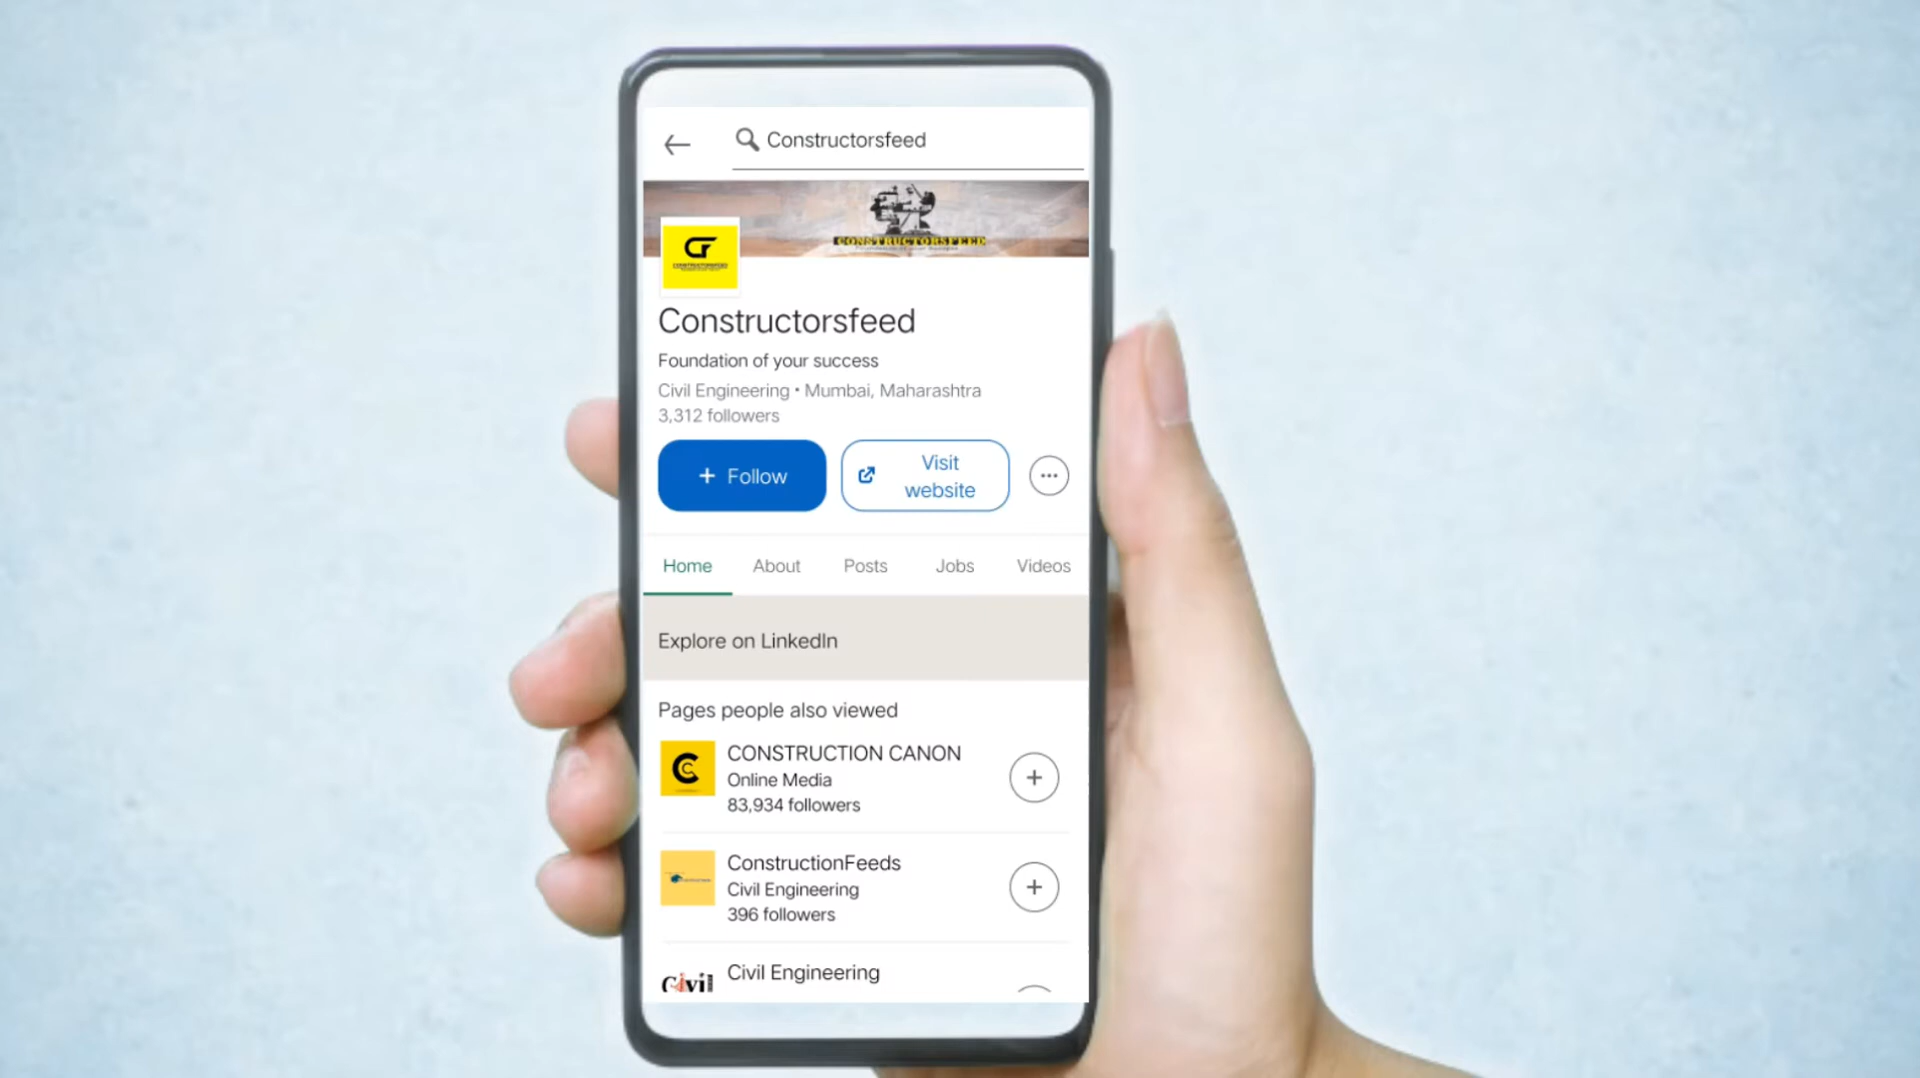 Constructorsfeed
CONSTRUCTORSFEED
CF
Constructorsfeed
Foundation of your success
Civil Engineering • Mumbai, Maharashtra
3,312 followers
+ Follow
Visit
website
Home About Posts Jobs Videos
Explore on LinkedIn
Pages people also viewed
CONSTRUCTION CANON
Online Media
83,934 followers
ConstructionFeeds
Civil Engineering
396 followers
Civil
Civil Engineering